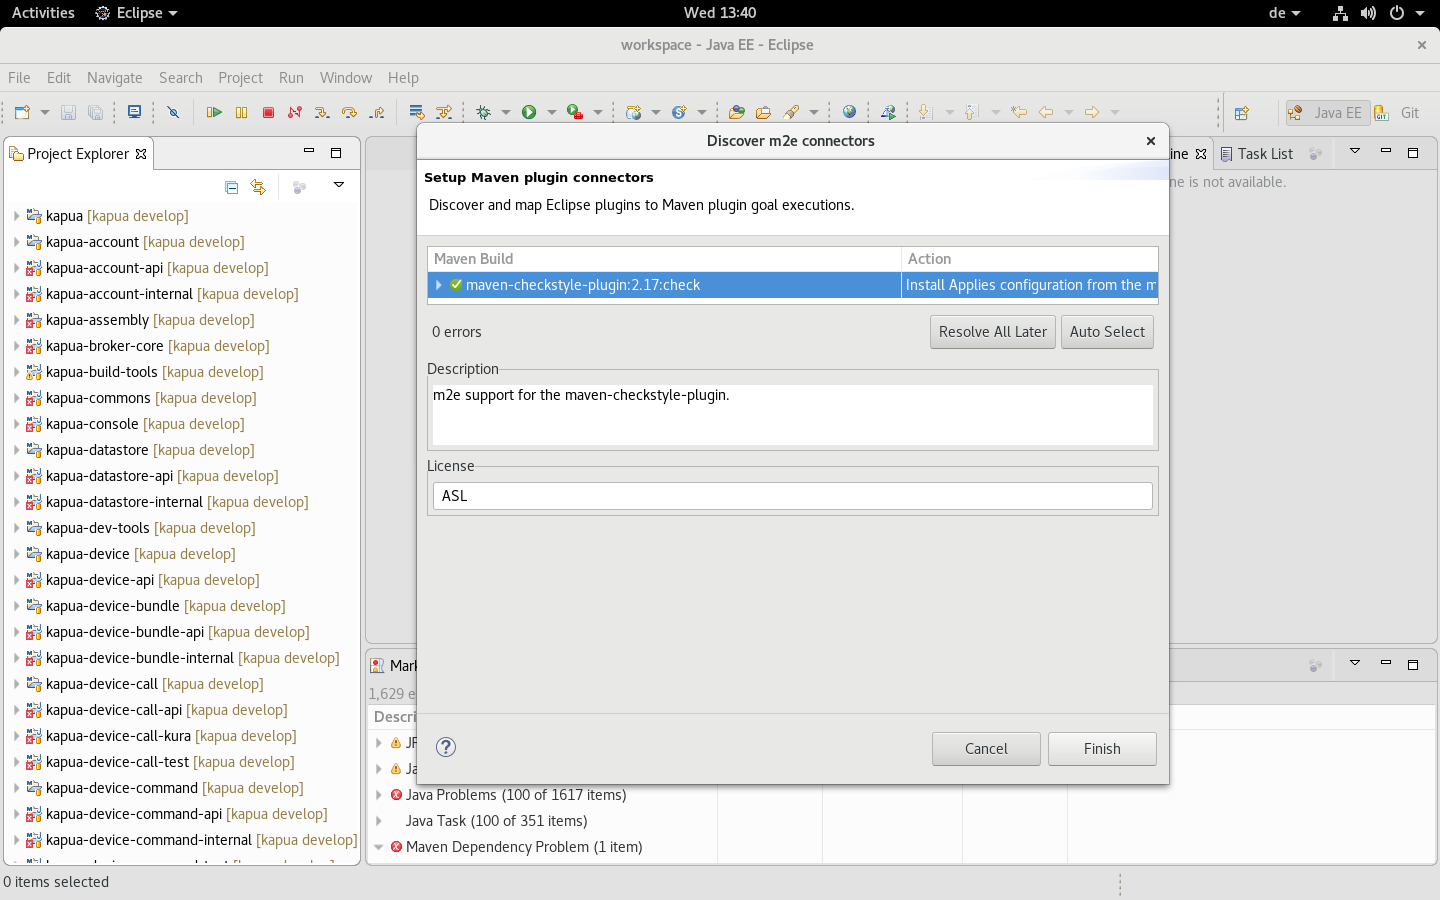 Activities Eclipse Wed 13:40 de
workspace - Java EE - Eclipse
File Edit Navigate Search Project Run Window Help
Java EE Git
Project Explorer
kapua [kapua develop]
kapua-account [kapua develop]
kapua-account-api [kapua develop]
kapua-account-internal [kapua develop]
kapua-assembly [kapua develop]
kapua-broker-core [kapua develop]
kapua-build-tools [kapua develop]
kapua-commons [kapua develop]
kapua-console [kapua develop]
kapua-datastore [kapua develop]
kapua-datastore-api [kapua develop]
kapua-datastore-internal [kapua develop]
kapua-dev-tools [kapua develop]
kapua-device [kapua develop]
kapua-device-api [kapua develop]
kapua-device-bundle [kapua develop]
kapua-device-bundle-api [kapua develop]
kapua-device-bundle-internal [kapua develop]
kapua-device-call [kapua develop]
kapua-device-call-api [kapua develop]
kapua-device-call-kura [kapua develop]
kapua-device-call-test [kapua develop]
kapua-device-command [kapua develop]
kapua-device-command-api [kapua develop]
kapua-device-command-internal [kapua develop]
Discover m2e connectors
Setup Maven plugin connectors
Discover and map Eclipse plugins to Maven plugin goal executions.
Maven Build Action
maven-checkstyle-plugin:2.17:check Install Applies configuration from the m
0 errors Resolve All Later Auto Select
Description
m2e support for the maven-checkstyle-plugin.
License
ASL
Cancel Finish
ine Task List
ne is not available.
Mark
1,629 e
Descri
JF
Ja
Java Problems (100 of 1617 items)
Java Task (100 of 351 items)
Maven Dependency Problem (1 item)
0 items selected